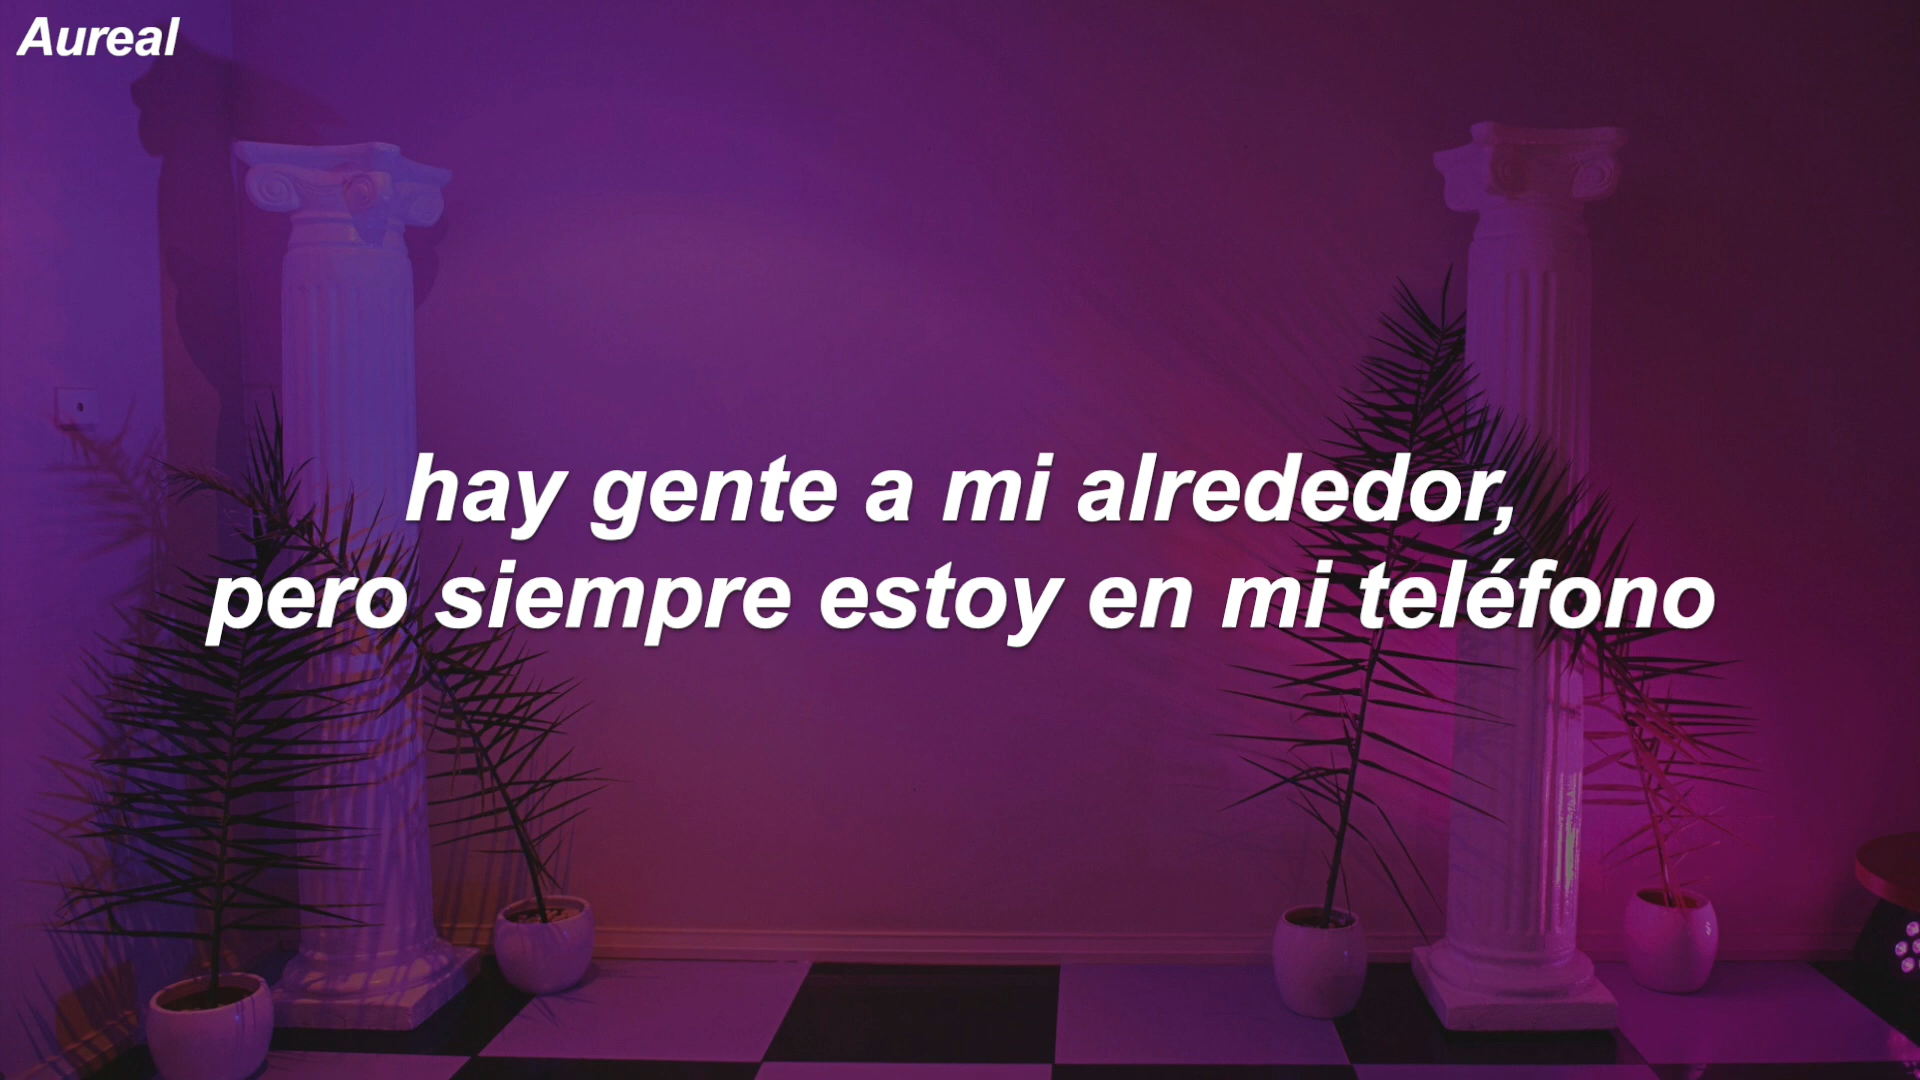 Aureal
hay gente a mi alrededor,
pero siempre estoy en mi teléfono